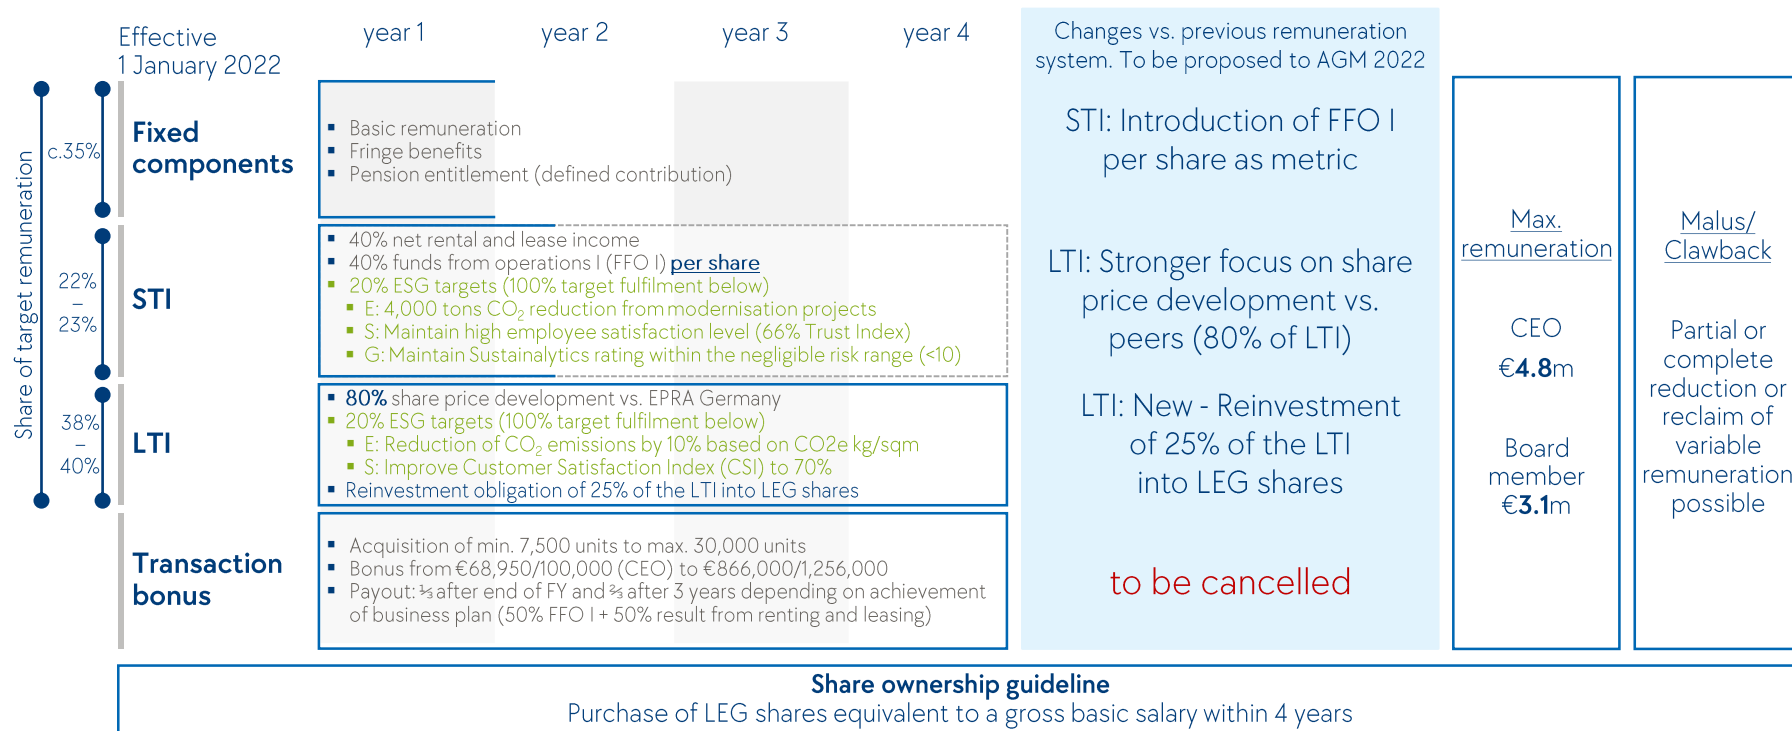 Effective
1 January 2022
year 1
year 2
year 3
year 4
Changes vs. previous remuneration
system. To be proposed to AGM 2022
Share of target remuneration
c.35%
Fixed
components
▪ Basic remuneration
▪ Fringe benefits
▪ Pension entitlement (defined contribution)
STI: Introduction of FFO I
per share as metric
22%
–
23%
STI
▪ 40% net rental and lease income
▪ 40% funds from operations I (FFO I) per share
▪ 20% ESG targets (100% target fulfilment below)
▪ E: 4,000 tons CO₂ reduction from modernisation projects
▪ S: Maintain high employee satisfaction level (66% Trust Index)
▪ G: Maintain Sustainalytics rating within the negligible risk range (<10)
LTI: Stronger focus on share
price development vs.
peers (80% of LTI)
38%
–
40%
LTI
▪ 80% share price development vs. EPRA Germany
▪ 20% ESG targets (100% target fulfilment below)
▪ E: Reduction of CO₂ emissions by 10% based on CO2e kg/sqm
▪ S: Improve Customer Satisfaction Index (CSI) to 70%
▪ Reinvestment obligation of 25% of the LTI into LEG shares
LTI: New - Reinvestment
of 25% of the LTI
into LEG shares
Transaction
bonus
▪ Acquisition of min. 7,500 units to max. 30,000 units
▪ Bonus from €68,950/100,000 (CEO) to €866,000/1,256,000
▪ Payout: ⅓ after end of FY and ⅔ after 3 years depending on achievement
of business plan (50% FFO I + 50% result from renting and leasing)
to be cancelled
Max.
remuneration
CEO
€4.8m
Board
member
€3.1m
Malus/
Clawback
Partial or
complete
reduction or
reclaim of
variable
remuneration
possible
Share ownership guideline
Purchase of LEG shares equivalent to a gross basic salary within 4 years